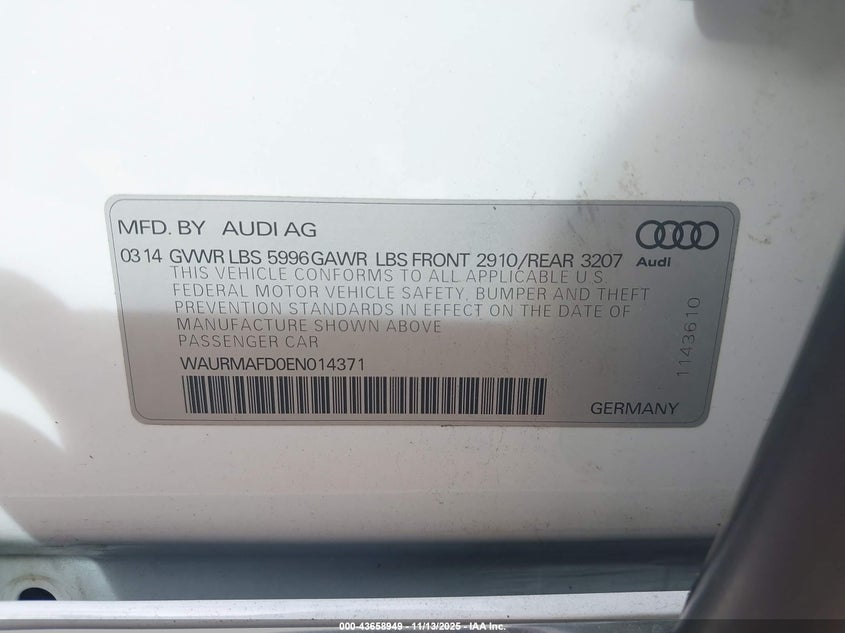 MFD. BY AUDI AG
0314 GVWR LBS 5996 GAWR LBS FRONT 2910/REAR 3207
Audi
THIS VEHICLE CONFORMS TO ALL APPLICABLE U.S.
FEDERAL MOTOR VEHICLE SAFETY, BUMPER AND THEFT
PREVENTION STANDARDS IN EFFECT ON THE DATE OF
MANUFACTURE SHOWN ABOVE
PASSENGER CAR
WAURMAFD0EN014371
GERMANY
1143610
000-43658949 - 11/13/2025 - IAA Inc.